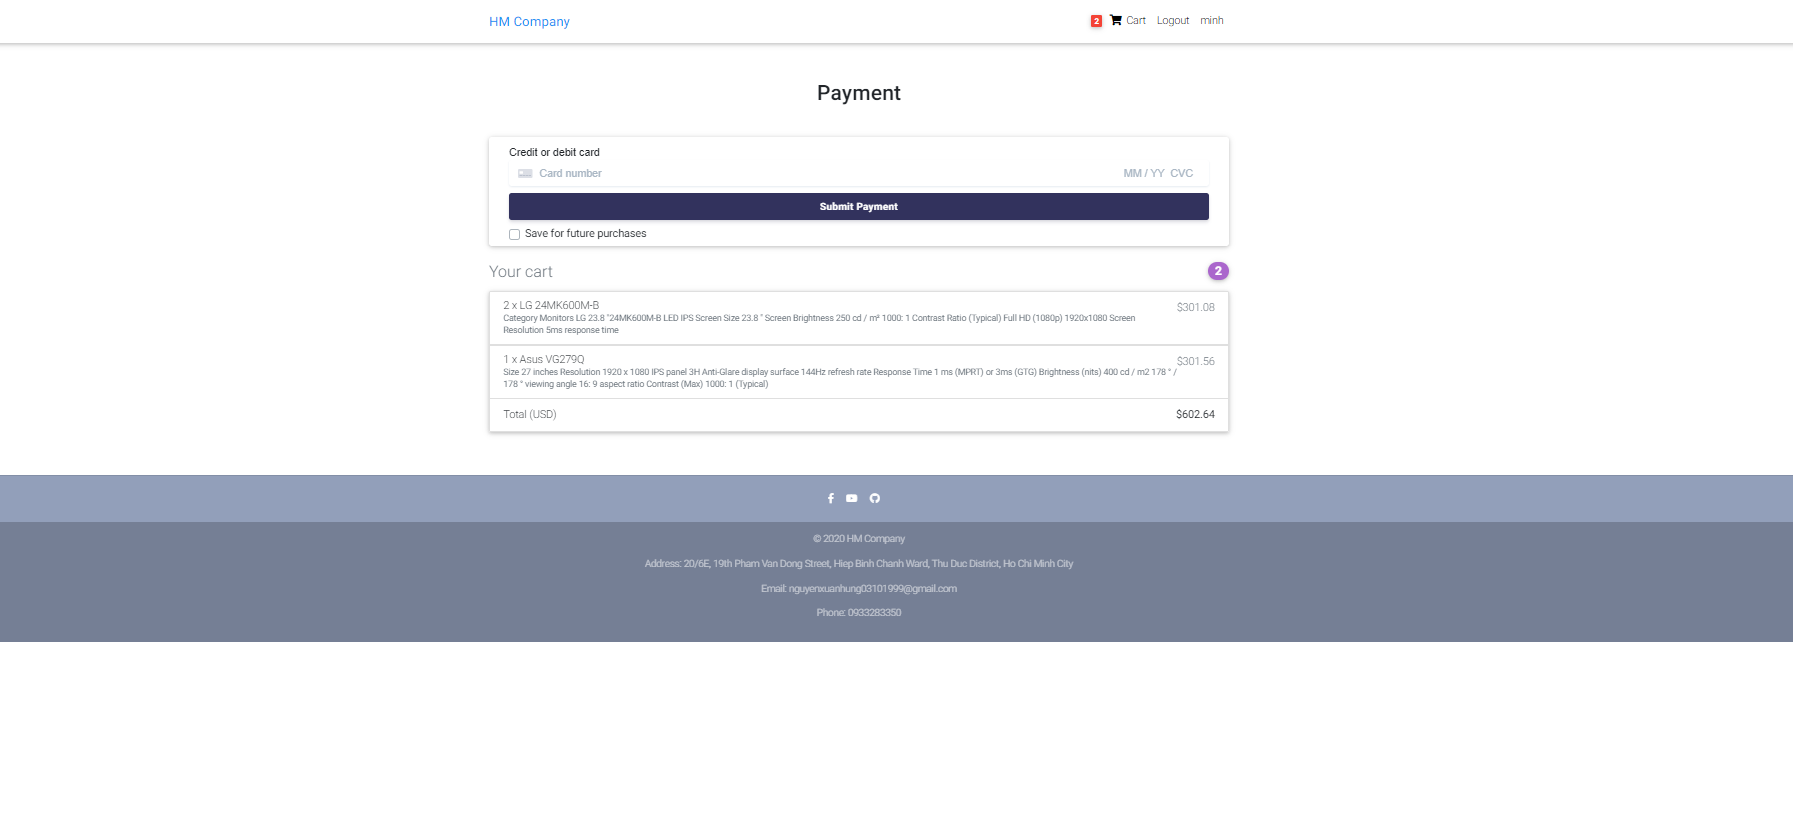 HM Company
2 Cart Logout minh
Payment
Credit or debit card
Card number MM / YY CVC
Submit Payment
Save for future purchases
Your cart 2
2 x LG 24MK600M-B $301.08
Category Monitors LG 23.8 "24MK600M-B LED IPS Screen Size 23.8 " Screen Brightness 250 cd / m² 1000: 1 Contrast Ratio (Typical) Full HD (1080p) 1920x1080 Screen
Resolution 5ms response time
1 x Asus VG279Q $301.56
Size 27 inches Resolution 1920 x 1080 IPS panel 3H Anti-Glare display surface 144Hz refresh rate Response Time 1 ms (MPRT) or 3ms (GTG) Brightness (nits) 400 cd / m2 178 ° /
178 ° viewing angle 16: 9 aspect ratio Contrast (Max) 1000: 1 (Typical)
Total (USD) $602.64
© 2020 HM Company
Address: 20/6E, 19th Pham Van Dong Street, Hiep Binh Chanh Ward, Thu Duc District, Ho Chi Minh City
Email: nguyenxuanhung03101999@gmail.com
Phone: 0933283350